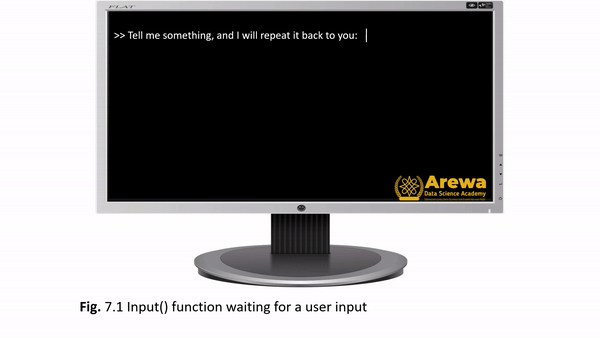 FLAT
>> Tell me something, and I will repeat it back to you:
Arewa
Data Science Academy
Fig. 7.1 Input() function waiting for a user input